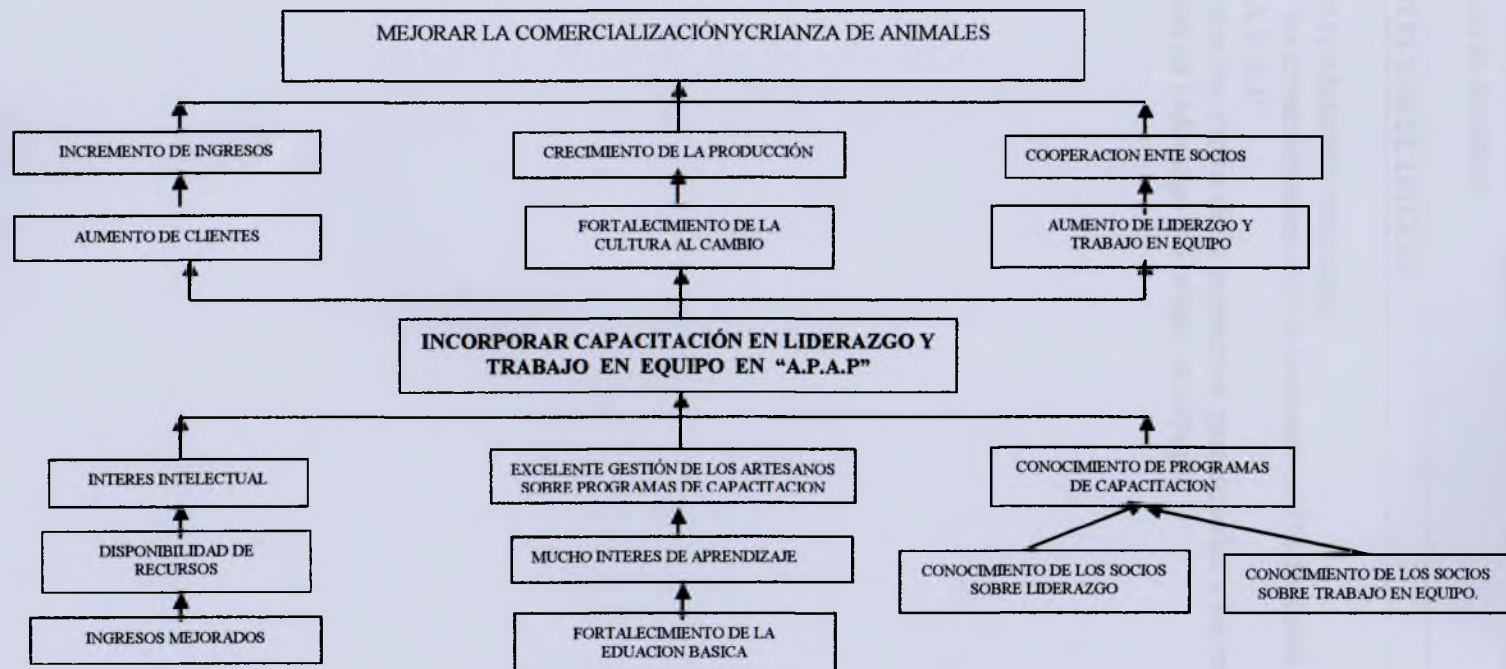 MEJORAR LA COMERCIALIZACIÓNYCRIANZA DE ANIMALES
INCREMENTO DE INGRESOS
CRECIMIENTO DE LA PRODUCCIÓN
COOPERACION ENTE SOCIOS
AUMENTO DE CLIENTES
FORTALECIMIENTO DE LA
CULTURA AL CAMBIO
AUMENTO DE LIDERZGO Y
TRABAJO EN EQUIPO
INCORPORAR CAPACITACIÓN EN LIDERAZGO Y
TRABAJO EN EQUIPO EN “A.P.A.P”
INTERES INTELECTUAL
EXCELENTE GESTIÓN DE LOS ARTESANOS
SOBRE PROGRAMAS DE CAPACITACION
CONOCIMIENTO DE PROGRAMAS
DE CAPACITACION
DISPONIBILIDAD DE
RECURSOS
MUCHO INTERES DE APRENDIZAJE
CONOCIMIENTO DE LOS SOCIOS
SOBRE LIDERAZGO
CONOCIMIENTO DE LOS SOCIOS
SOBRE TRABAJO EN EQUIPO.
INGRESOS MEJORADOS
FORTALECIMIENTO DE LA
EDUACION BASICA